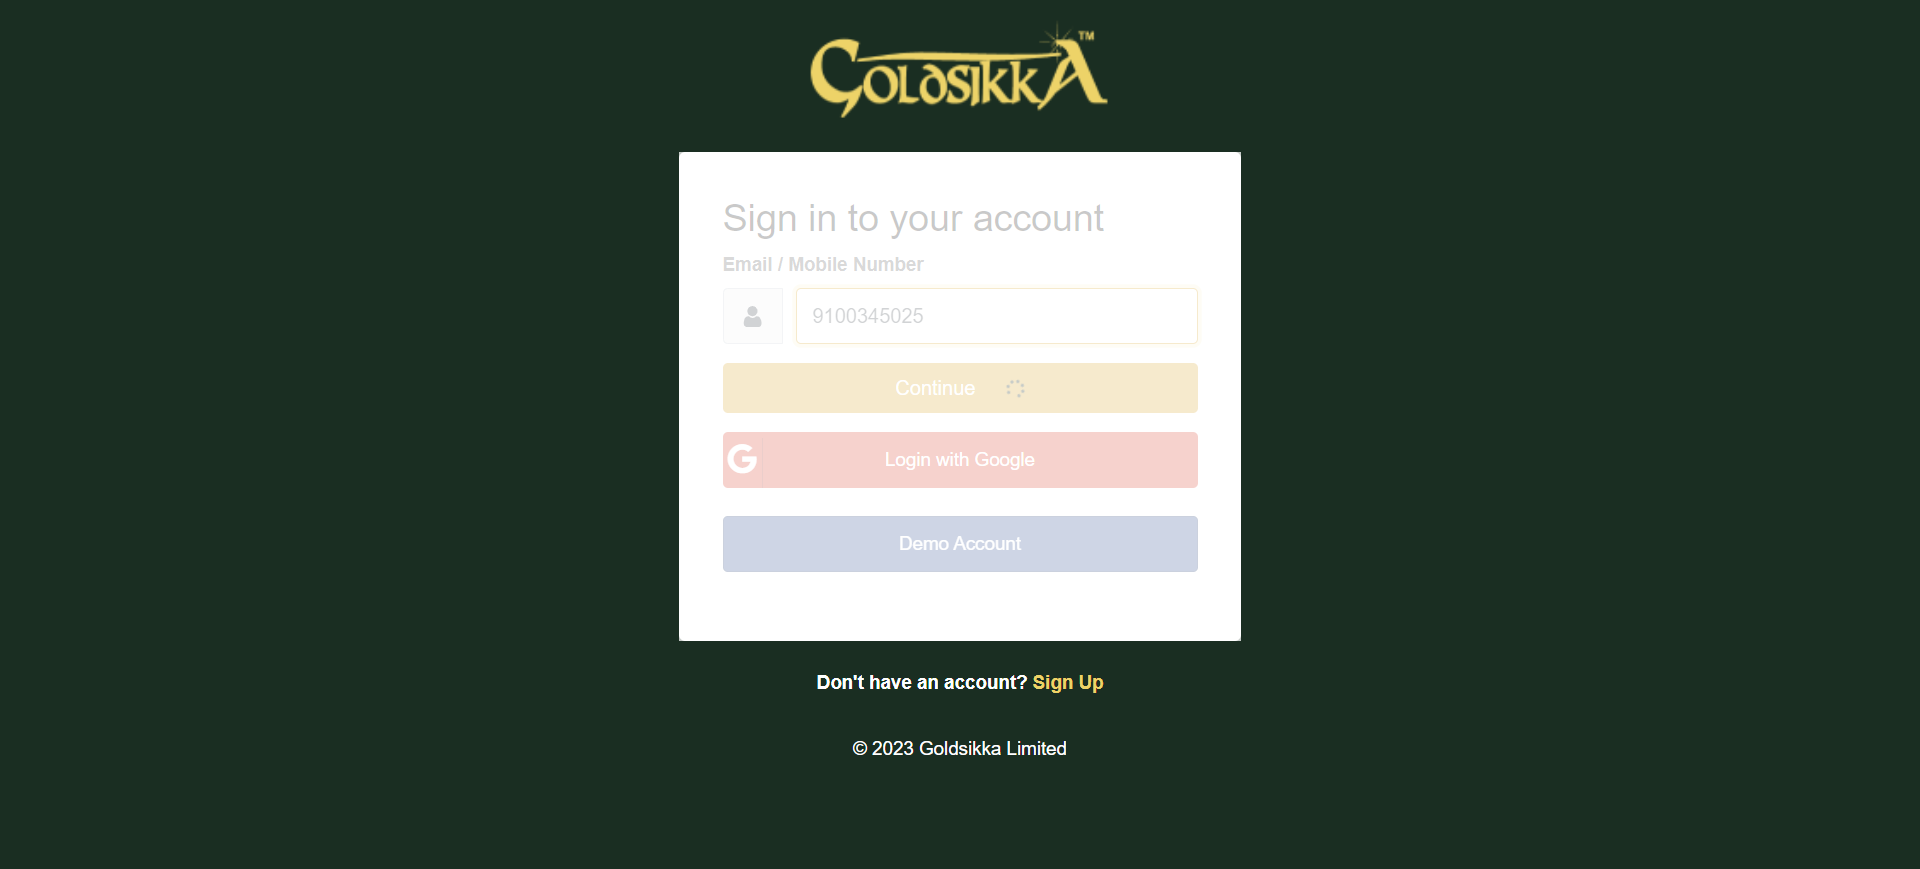 GOLDSIKKA™
Sign in to your account
Email / Mobile Number
9100345025
Continue
G Login with Google
Demo Account
Don't have an account? Sign Up
© 2023 Goldsikka Limited